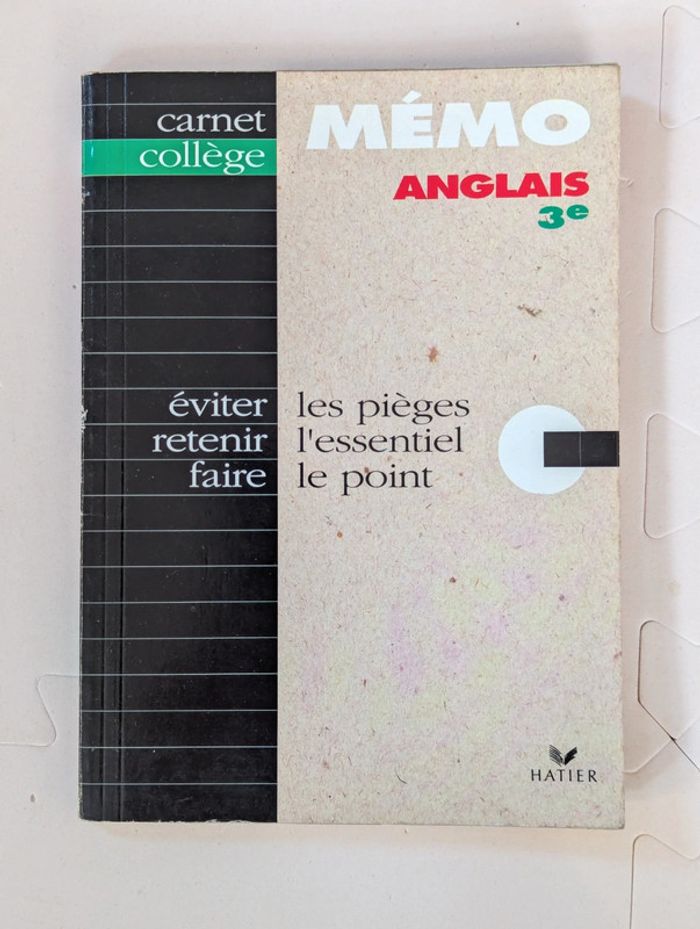 carnet
collège
MÉMO
ANGLAIS
3e
éviter les pièges
retenir l'essentiel
faire le point
HATIER